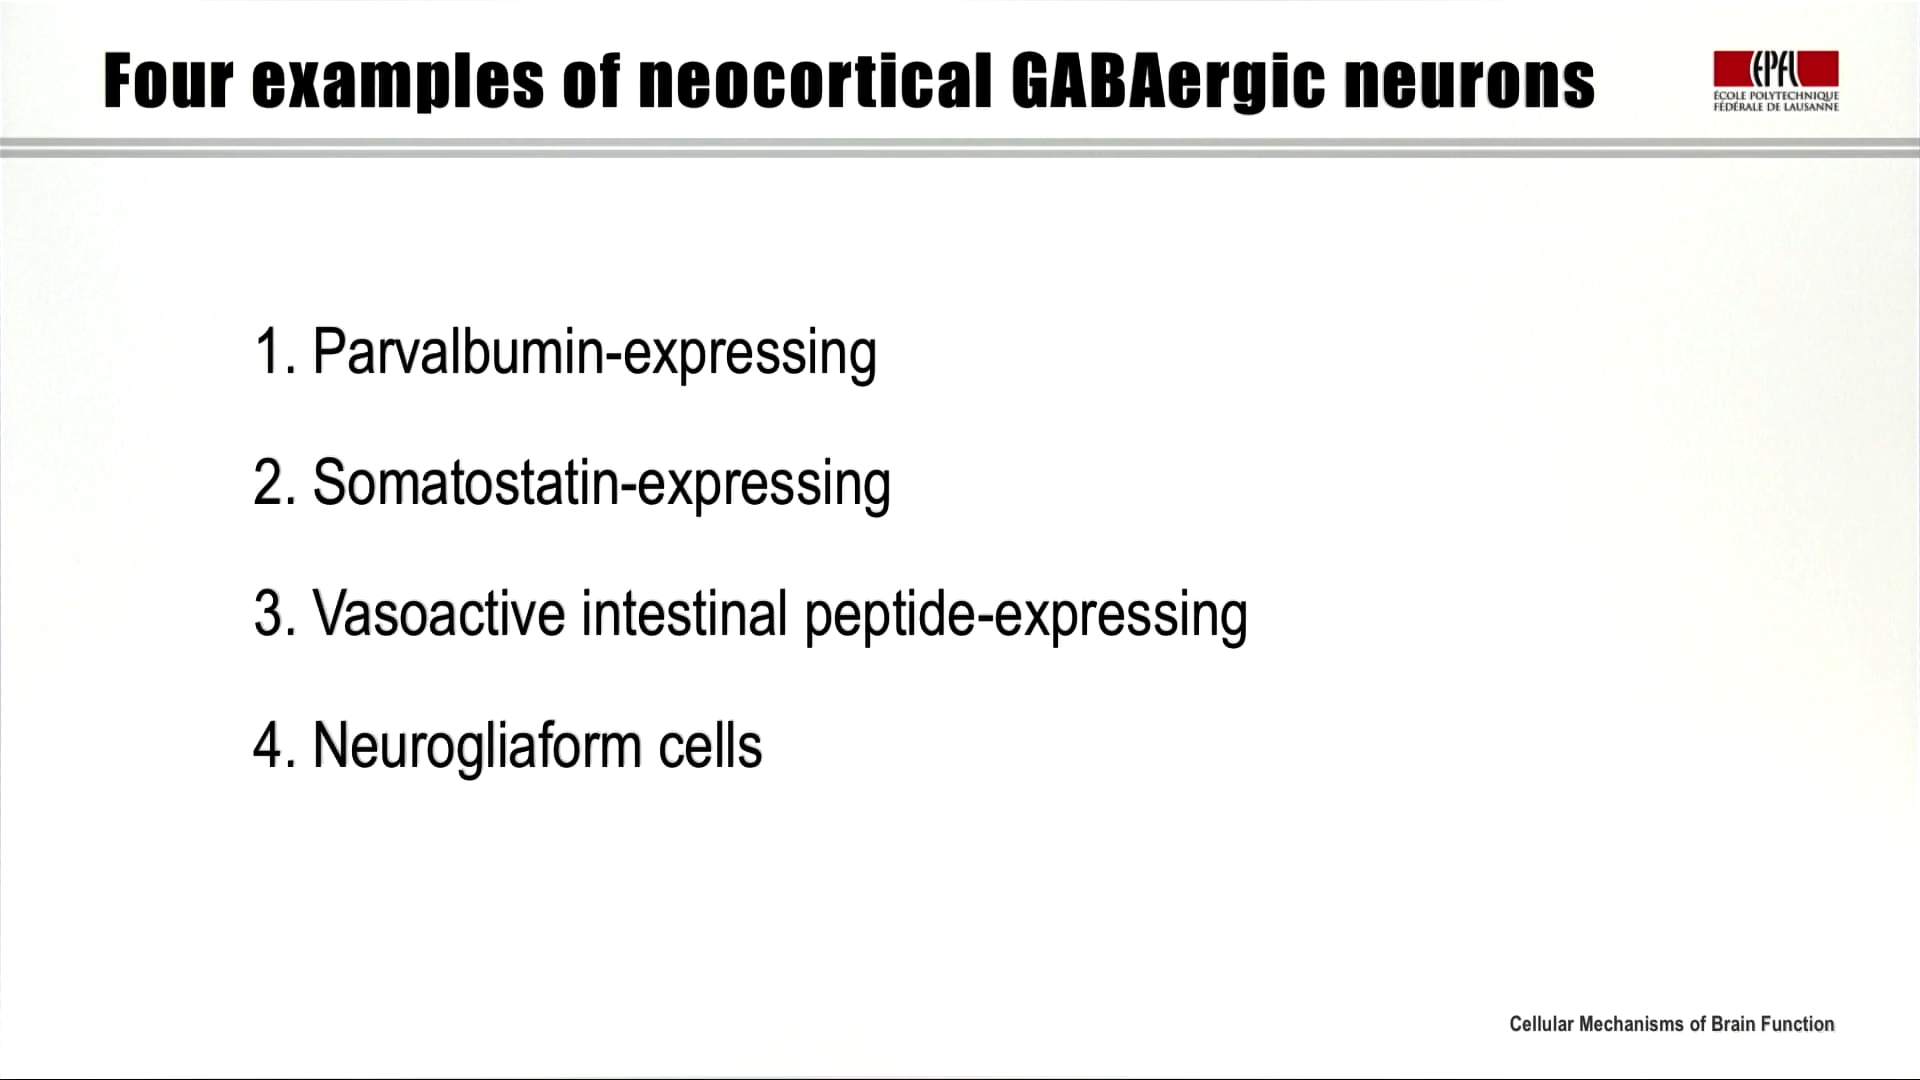 Four examples of neocortical GABAergic neurons
EPFL
ÉCOLE POLYTECHNIQUE
FÉDÉRALE DE LAUSANNE
1. Parvalbumin-expressing
2. Somatostatin-expressing
3. Vasoactive intestinal peptide-expressing
4. Neurogliaform cells
Cellular Mechanisms of Brain Function